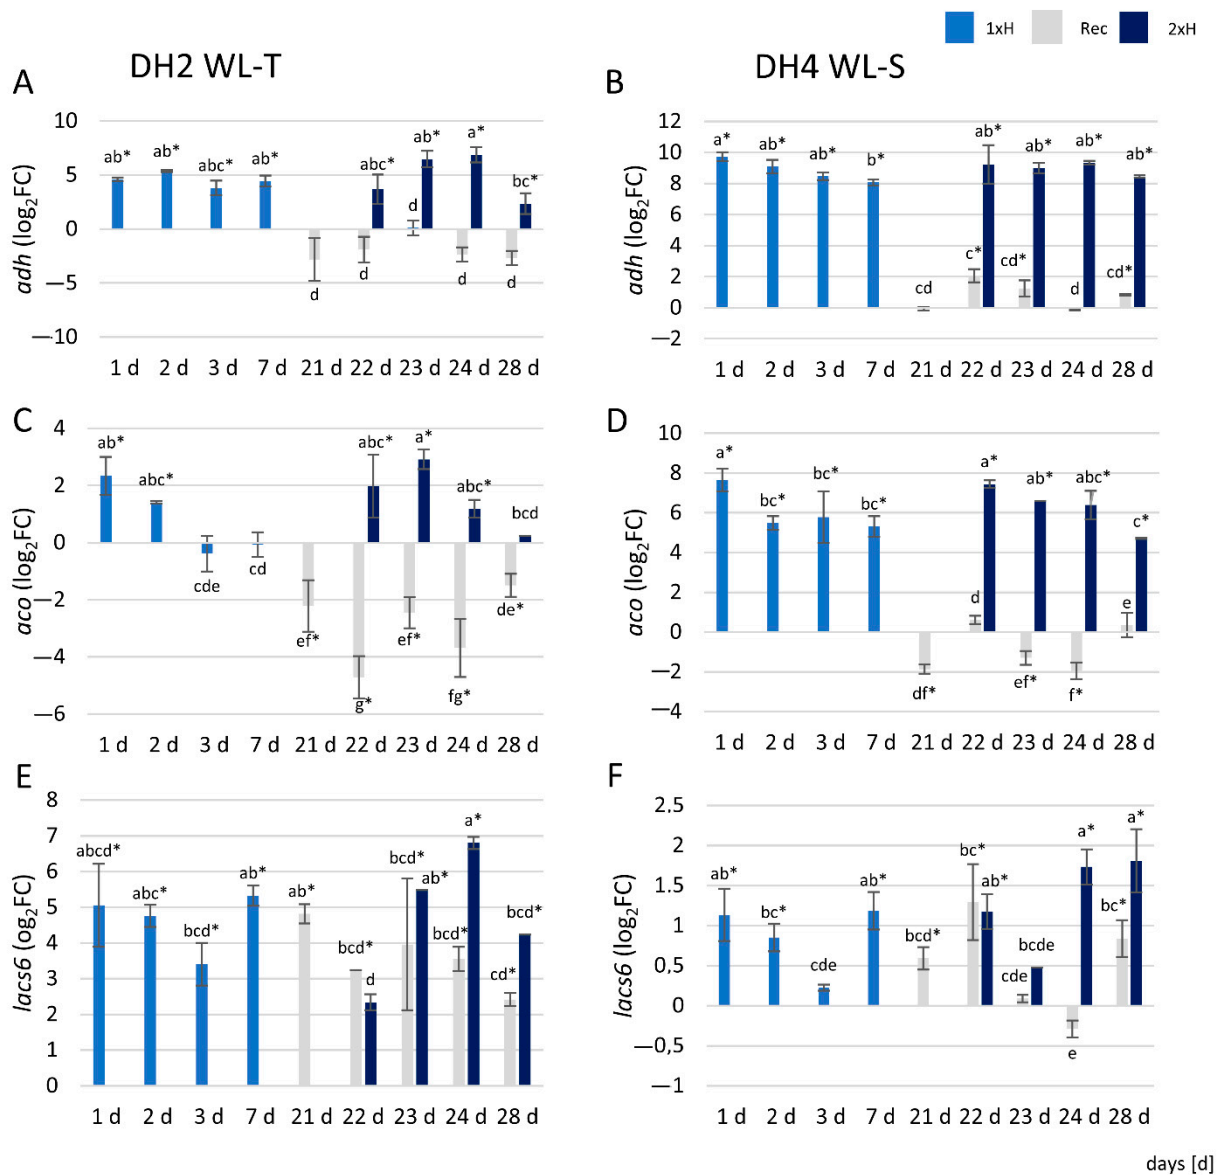 1xH Rec 2xH
DH2 WL-T DH4 WL-S
A
10
5
0
—5
—10
adh (log₂FC)
ab* ab* abc* ab* d abc* d d ab* a* d bc* d
1 d 2 d 3 d 7 d 21 d 22 d 23 d 24 d 28 d
B
12
10
8
6
4
2
0
—2
adh (log₂FC)
a* ab* ab* b* cd c* ab* cd* ab* d ab* cd* ab*
1 d 2 d 3 d 7 d 21 d 22 d 23 d 24 d 28 d
C
4
2
0
—2
—4
—6
aco (log₂FC)
ab* abc* cde cd ef* g* abc* ef* a* fg* abc* de* bcd
1 d 2 d 3 d 7 d 21 d 22 d 23 d 24 d 28 d
D
10
8
6
4
2
0
—2
—4
aco (log₂FC)
a* bc* bc* bc* df* d a* ef* ab* f* abc* e c*
1 d 2 d 3 d 7 d 21 d 22 d 23 d 24 d 28 d
E
8
7
6
5
4
3
2
1
0
lacs6 (og₂FC)
abcd* abc* bcd* ab* ab* bcd* d bcd* ab* bcd* a* cd* bcd*
1 d 2 d 3 d 7 d 21 d 22 d 23 d 24 d 28 d
F
2,5
2
1,5
1
0,5
0
—0,5
—1
lacs6 (log₂FC)
ab* bc* cde ab* bcd* bc* ab* cde bcde e a* bc* a*
1 d 2 d 3 d 7 d 21 d 22 d 23 d 24 d 28 d
days [d]